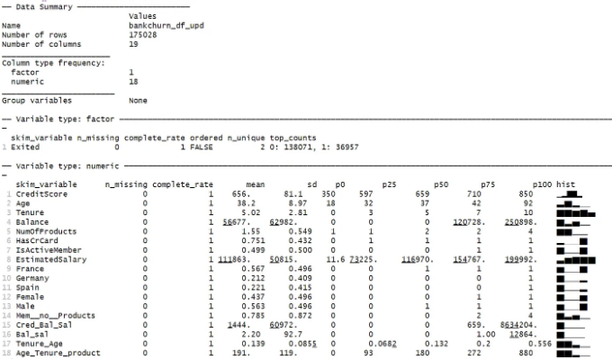 ── Data Summary ────────────────────────
Values
Name bankchurn_df_upd
Number of rows 175028
Number of columns 19
Column type frequency:
factor 1
numeric 18
Group variables None
── Variable type: factor ────────────────────────
skim_variable n_missing complete_rate ordered n_unique top_counts
1 Exited 0 1 FALSE 2 0: 138071, 1: 36957
── Variable type: numeric ────────────────────────
skim_variable n_missing complete_rate mean sd p0 p25 p50 p75 p100 hist
1 CreditScore 0 1 656. 81.1 350 597 659 710 850
2 Age 0 1 38.2 8.97 18 32 37 42 92
3 Tenure 0 1 5.02 2.81 0 3 5 7 10
4 Balance 0 1 56677. 62982. 0 0 0 120728. 250898.
5 NumOfProducts 0 1 1.55 0.549 1 1 2 2 4
6 HasCrCard 0 1 0.751 0.432 0 1 1 1 1
7 IsActiveMember 0 1 0.499 0.500 0 0 0 1 1
8 EstimatedSalary 0 1 111863. 50815. 11.6 73225. 116970. 154767. 199992.
9 France 0 1 0.567 0.496 0 0 1 1 1
10 Germany 0 1 0.212 0.409 0 0 0 0 1
11 Spain 0 1 0.221 0.415 0 0 0 0 1
12 Female 0 1 0.437 0.496 0 0 0 1 1
13 Male 0 1 0.563 0.496 0 0 1 1 1
14 Mem__no__Products 0 1 0.785 0.872 0 0 0 2 4
15 Cred_Bal_Sal 0 1 1444. 60972. 0 0 0 659. 8634204.
16 Bal_sal 0 1 2.20 92.7 0 0 0 1.00 12864.
17 Tenure_Age 0 1 0.139 0.0855 0 0.0682 0.132 0.2 0.556
18 Age_Tenure_product 0 1 191. 119. 0 93 180 272 880